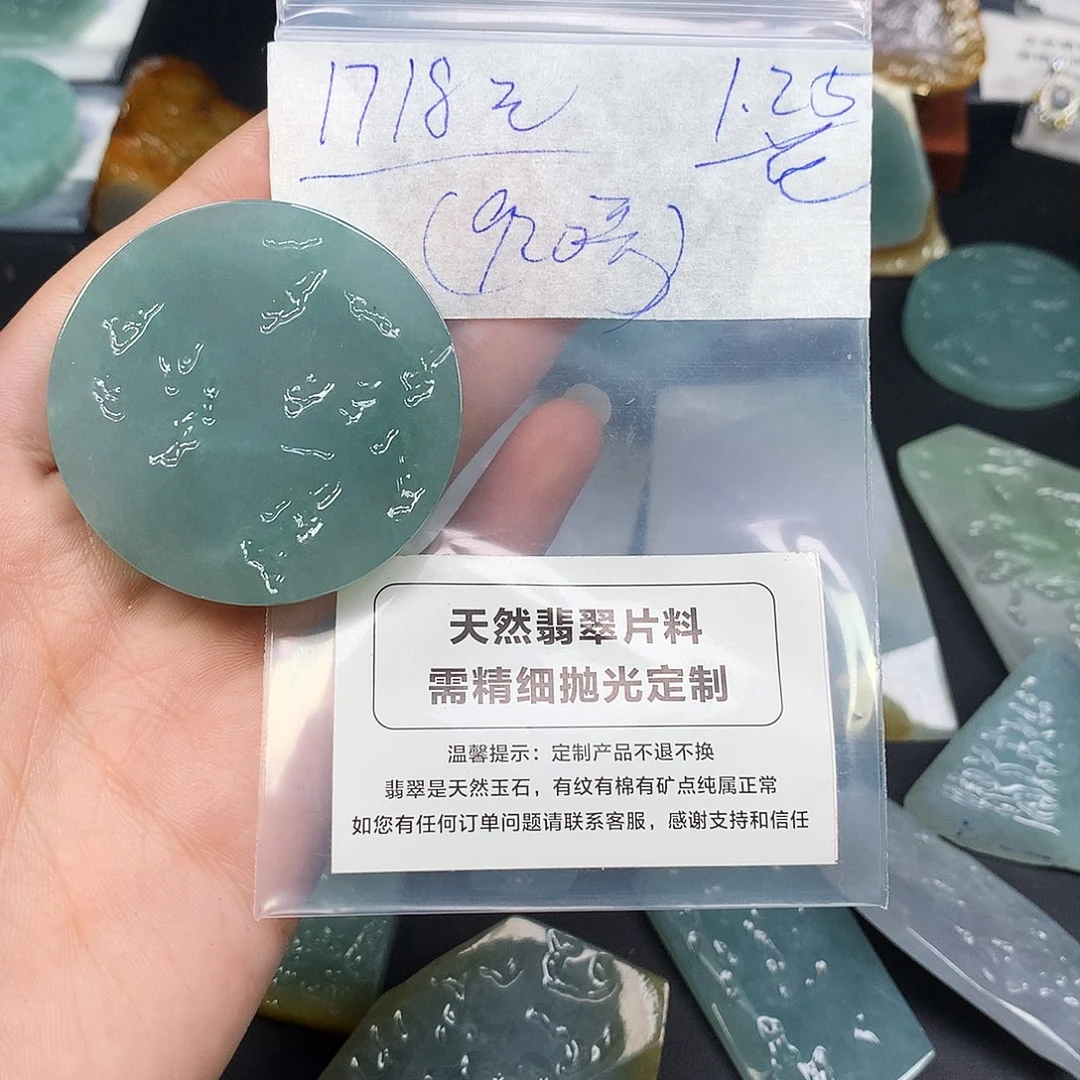 1718元 1.25
天然翡翠片料
需精细抛光定制
温馨提示：定制产品不退不换
翡翠是天然玉石，有纹有棉有矿点纯属正常
如您有任何订单问题请联系客服，感谢支持和信任